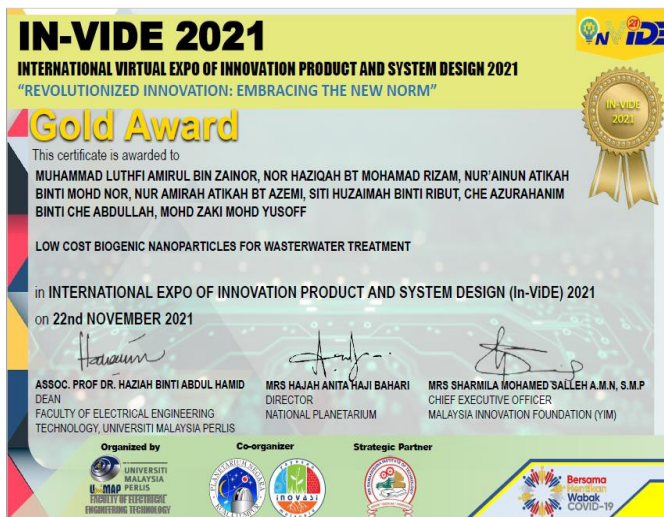 IN-VIDE 2021
INTERNATIONAL VIRTUAL EXPO OF INNOVATION PRODUCT AND SYSTEM DESIGN 2021
"REVOLUTIONIZED INNOVATION: EMBRACING THE NEW NORM"
IN-VIDE
2021
Gold Award
This certificate is awarded to
MUHAMMAD LUTHFI AMIRUL BIN ZAINOR, NOR HAZIQAH BT MOHAMAD RIZAM, NUR'AINUN ATIKAH
BINTI MOHD NOR, NUR AMIRAH ATIKAH BT AZEMI, SITI HUZAIMAH BINTI RIBUT, CHE AZURAHANIM
BINTI CHE ABDULLAH, MOHD ZAKI MOHD YUSOFF
LOW COST BIOGENIC NANOPARTICLES FOR WASTERWATER TREATMENT
in INTERNATIONAL EXPO OF INNOVATION PRODUCT AND SYSTEM DESIGN (In-ViDE) 2021
on 22nd NOVEMBER 2021
ASSOC. PROF DR. HAZIAH BINTI ABDUL HAMID
DEAN
FACULTY OF ELECTRICAL ENGINEERING
TECHNOLOGY, UNIVERSITI MALAYSIA PERLIS
MRS HAJAH ANITA HAJI BAHARI
DIRECTOR
NATIONAL PLANETARIUM
MRS SHARMILA MOHAMED SALLEH A.M.N, S.M.P
CHIEF EXECUTIVE OFFICER
MALAYSIA INNOVATION FOUNDATION (YIM)
Organized by
Co-organizer
Strategic Partner
UNIVERSITI
MALAYSIA
UniMAP PERLIS
FACULTY OF ELECTRICAL
ENGINEERING TECHNOLOGY
PLANETARIUM NEGARA
INOVASI
Bersama
Hentikan
Wabak
COVID-19